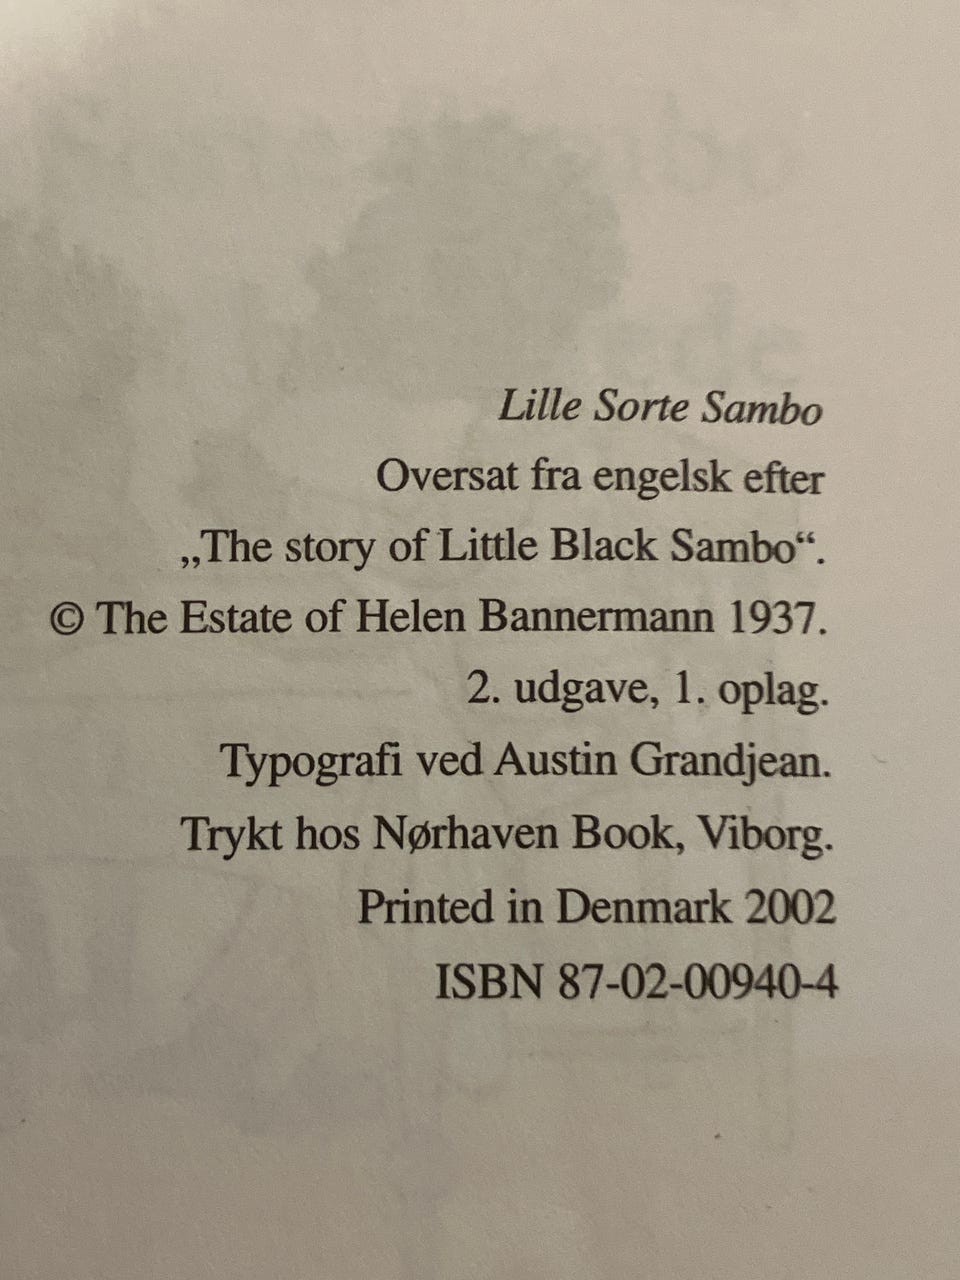 Lille Sorte Sambo
Oversat fra engelsk efter
„The story of Little Black Sambo“.
© The Estate of Helen Bannermann 1937.
2. udgave, 1. oplag.
Typografi ved Austin Grandjean.
Trykt hos Nørhaven Book, Viborg.
Printed in Denmark 2002
ISBN 87-02-00940-4